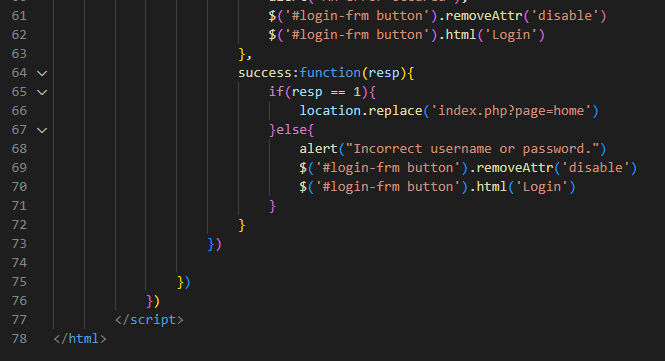 61 $('#login-frm button').removeAttr('disable')
62 $('#login-frm button').html('Login')
63 },
64 success:function(resp){
65 if(resp == 1){
66 location.replace('index.php?page=home')
67 }else{
68 alert("Incorrect username or password.")
69 $('#login-frm button').removeAttr('disable')
70 $('#login-frm button').html('Login')
71 }
72 }
73 })
74
75 })
76 })
77 </script>
78 </html>